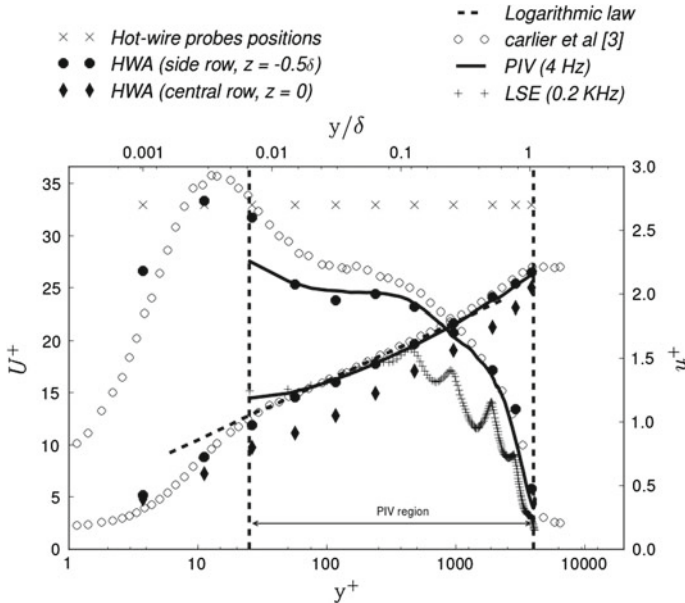 Logarithmic law
Hot-wire probes positions
carlier et al [3]
HWA (side row, z = -0.5δ)
PIV (4 Hz)
HWA (central row, z = 0)
LSE (0.2 KHz)
y/δ
0.001 0.01 0.1 1
35 3.0
30 2.5
25 2.0
20 1.5
15 1.0
10 0.5
5 0.0
0
U⁺
u⁺
PIV region
1 10 100 1000 10000
y⁺